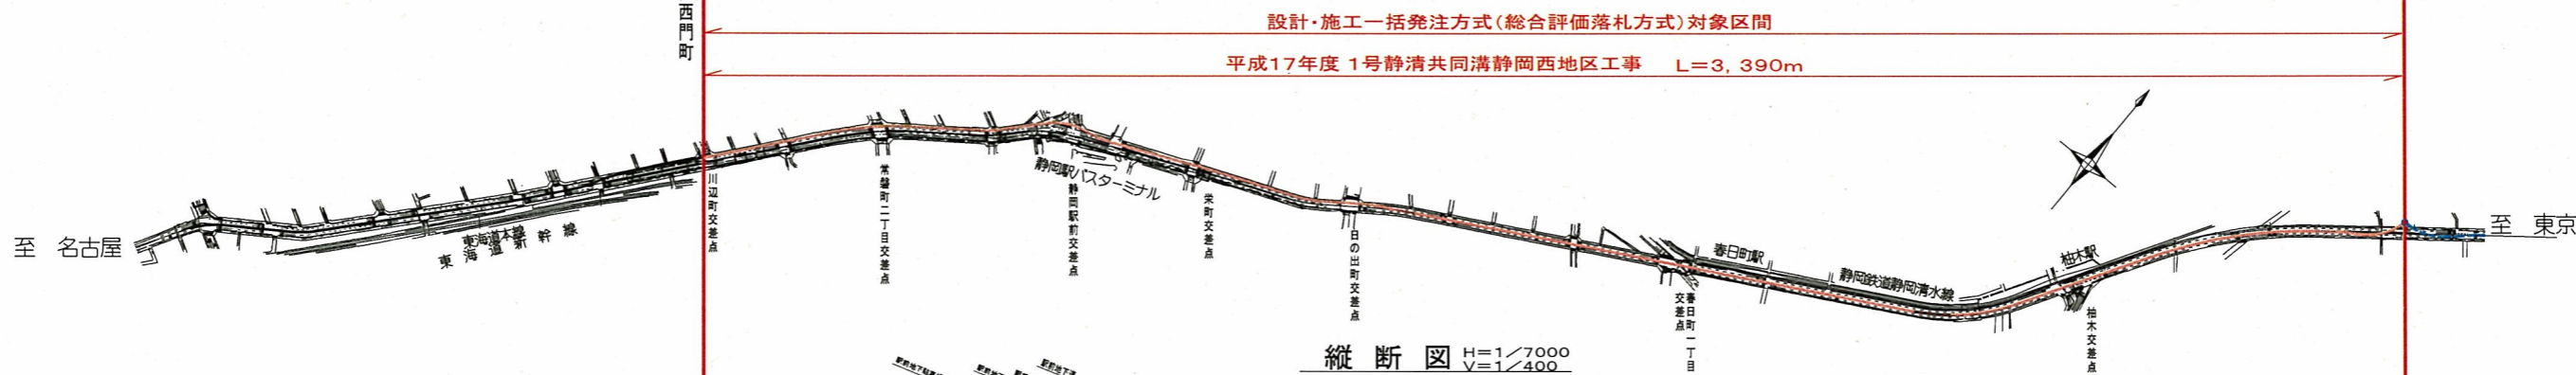 西門町
設計・施工一括発注方式(総合評価落札方式)対象区間
平成17年度 1号静清共同溝静岡西地区工事 L=3,390m
至 名古屋
東海道本線
東海道新幹線
川辺町交差点
常磐町二丁目交差点
静岡駅バスターミナル
静岡駅前交差点
栄町交差点
日の出町交差点
春日町駅
春日町一丁目交差点
静岡鉄道静岡清水線
柚木駅
柚木交差点
至 東京
縦断図 H=1/7000
V=1/400